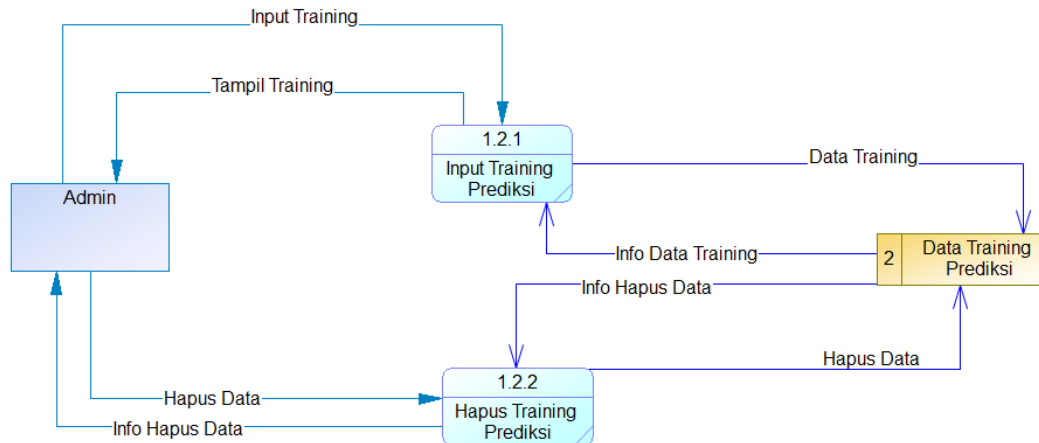 Input Training
Tampil Training
1.2.1
Input Training
Prediksi
Data Training
Admin
Info Data Training
2
Data Training
Prediksi
Info Hapus Data
Hapus Data
1.2.2
Hapus Training
Prediksi
Hapus Data
Info Hapus Data